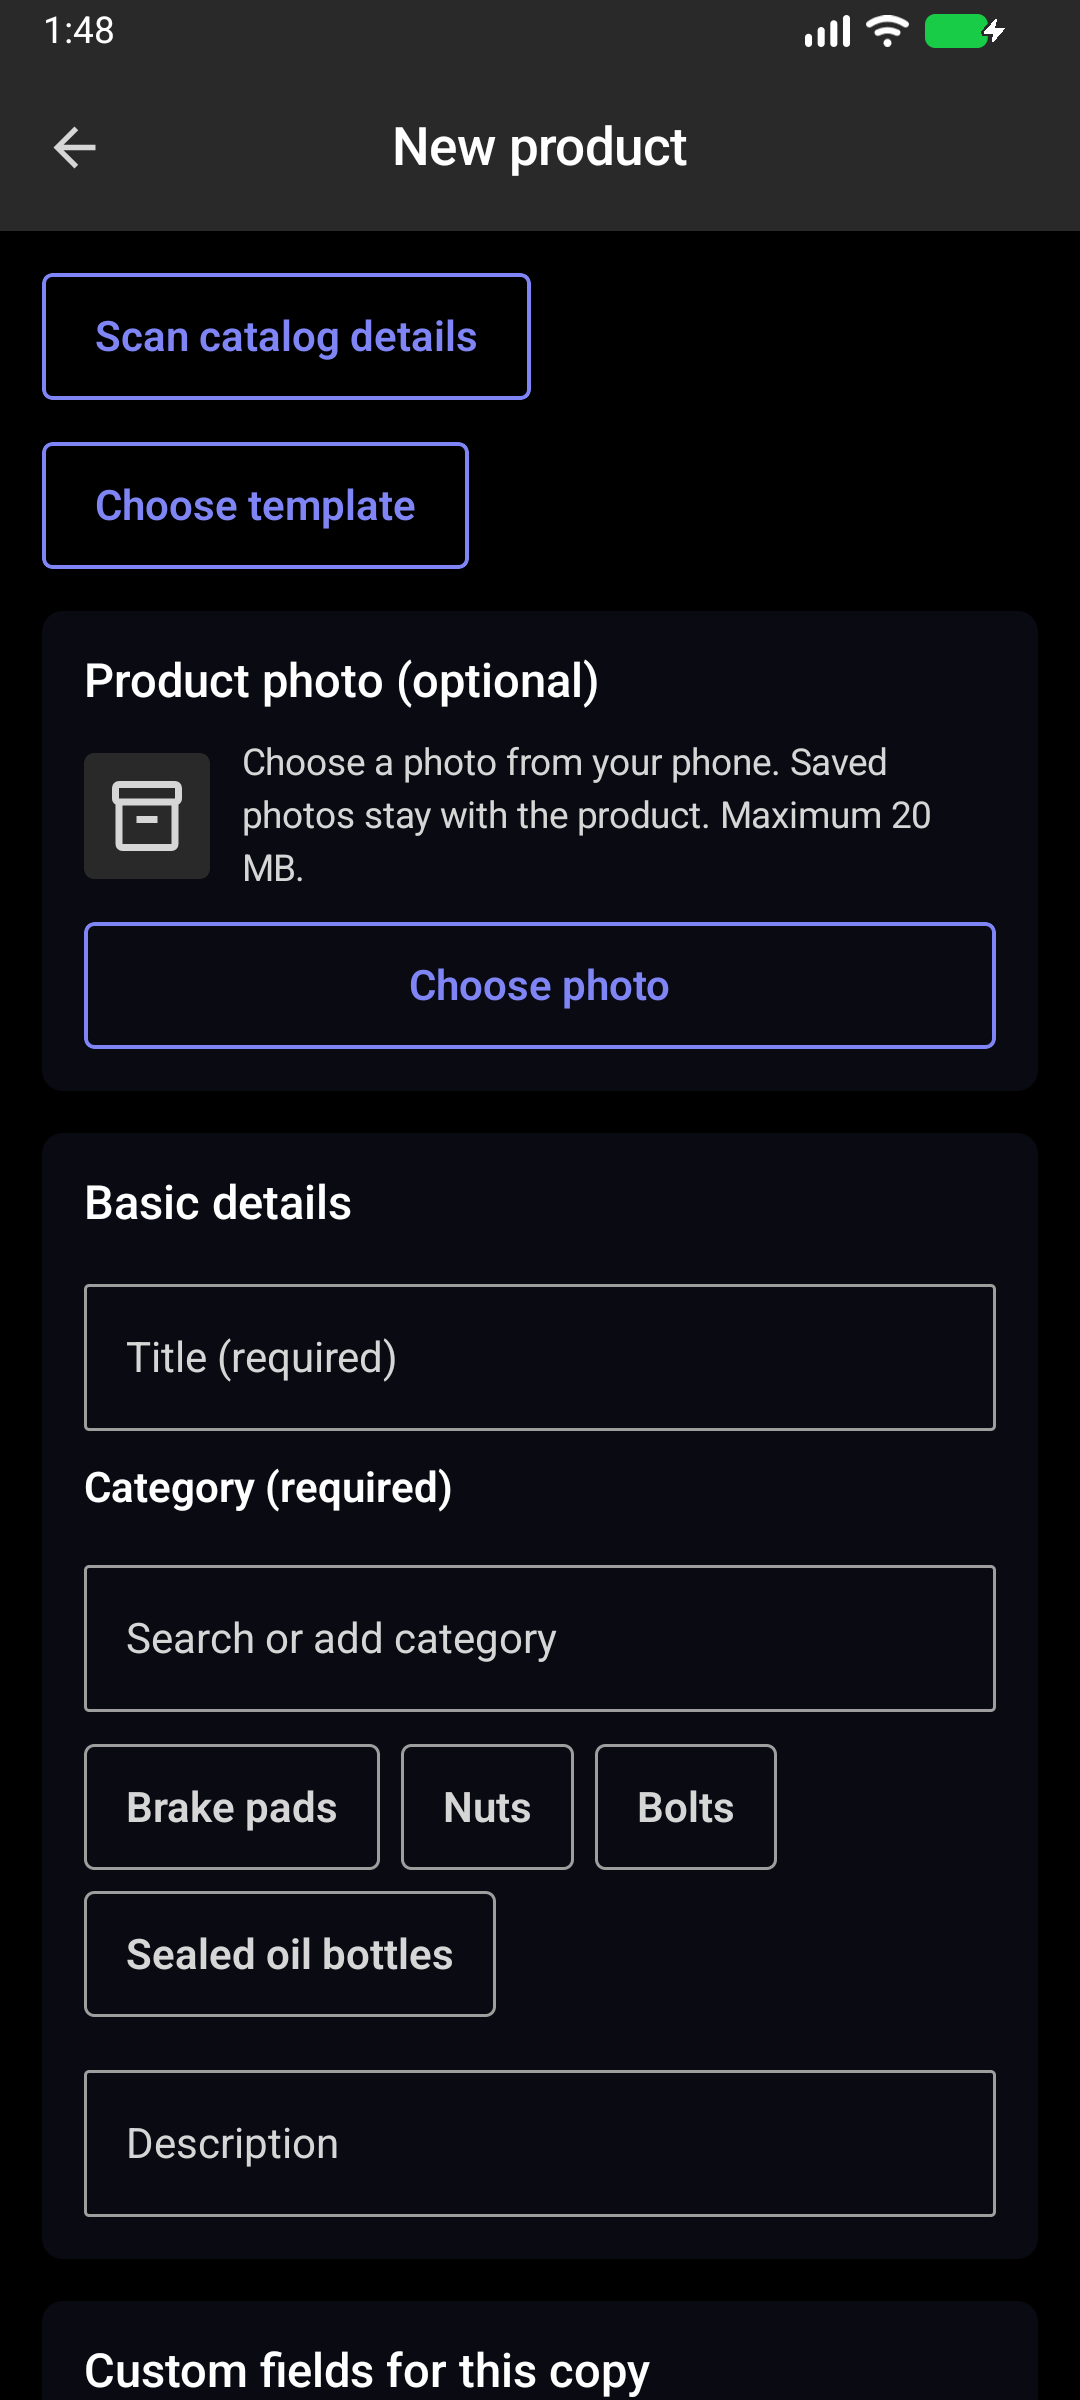 1:48
New product
Scan catalog details
Choose template
Product photo (optional)
Choose a photo from your phone. Saved
photos stay with the product. Maximum 20
MB.
Choose photo
Basic details
Title (required)
Category (required)
Search or add category
Brake pads
Nuts
Bolts
Sealed oil bottles
Description
Custom fields for this copy